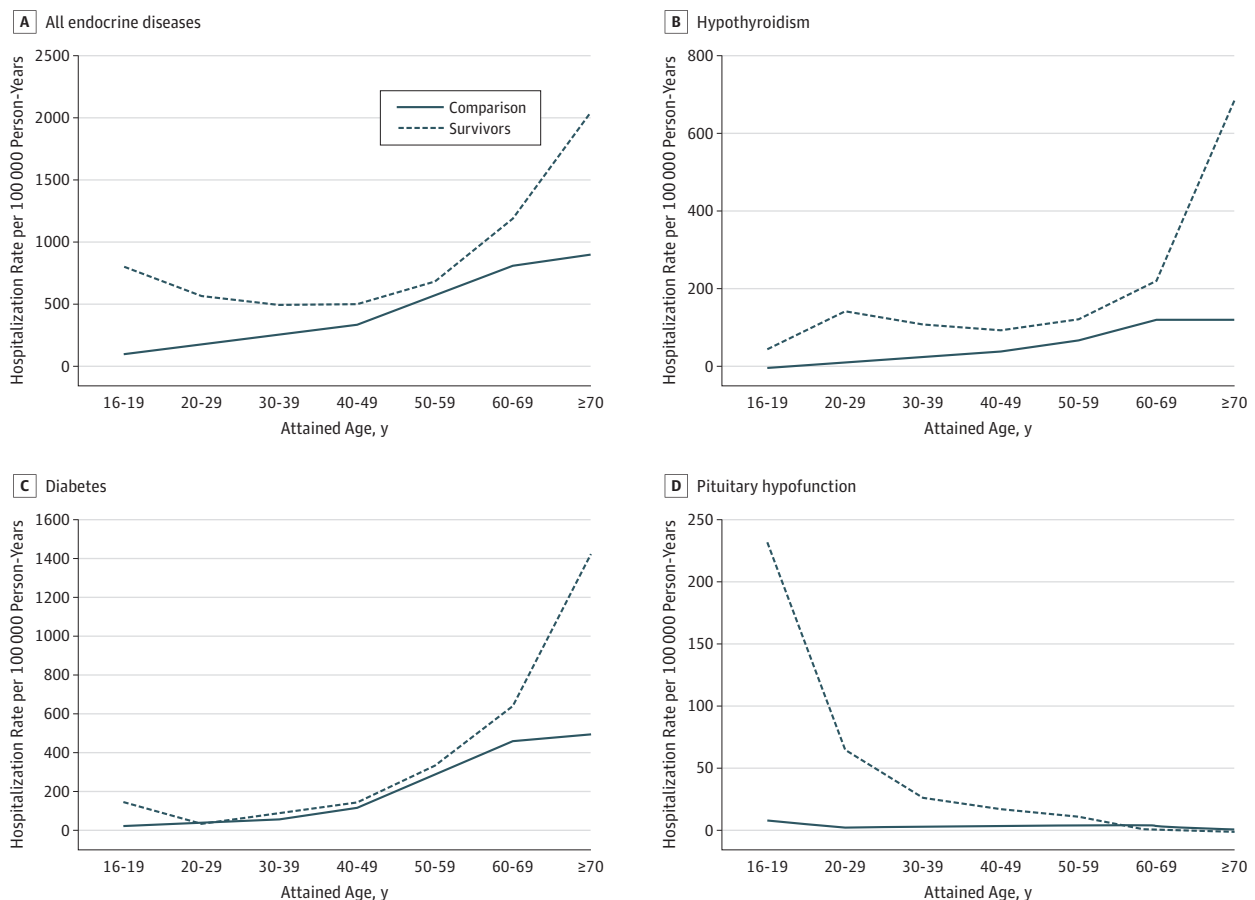 A All endocrine diseases
Hospitalization Rate per 100 000 Person-Years
2500
2000
1500
1000
500
0
Comparison
Survivors
16-19 20-29 30-39 40-49 50-59 60-69 ≥70
Attained Age, y
B Hypothyroidism
Hospitalization Rate per 100 000 Person-Years
800
600
400
200
0
16-19 20-29 30-39 40-49 50-59 60-69 ≥70
Attained Age, y
C Diabetes
Hospitalization Rate per 100 000 Person-Years
1600
1400
1200
1000
800
600
400
200
0
16-19 20-29 30-39 40-49 50-59 60-69 ≥70
Attained Age, y
D Pituitary hypofunction
Hospitalization Rate per 100 000 Person-Years
250
200
150
100
50
0
16-19 20-29 30-39 40-49 50-59 60-69 ≥70
Attained Age, y